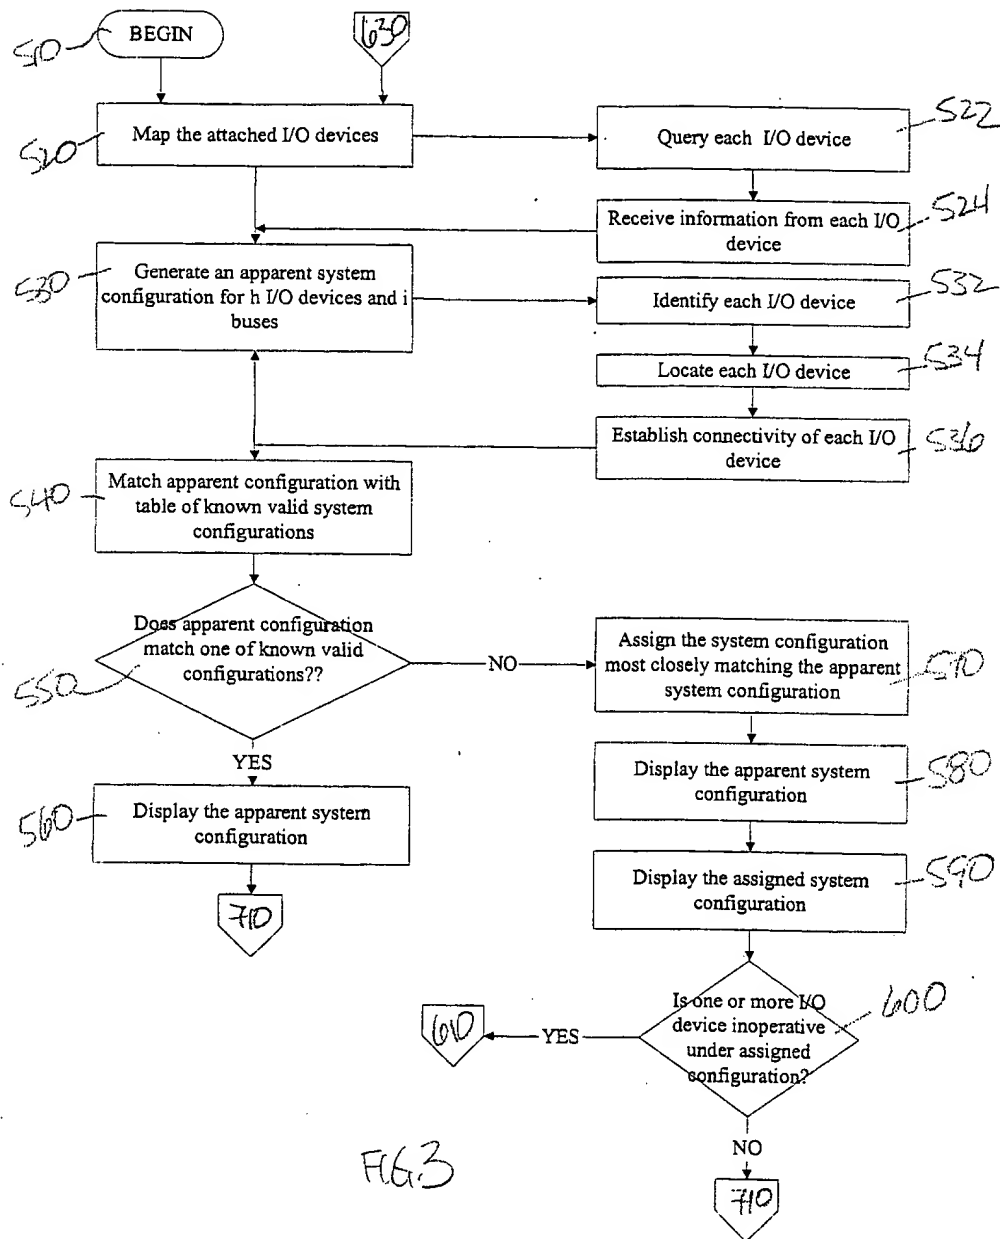 510
BEGIN
630
520
Map the attached I/O devices
Query each I/O device
522
Receive information from each I/O
device
524
530
Generate an apparent system
configuration for h I/O devices and i
buses
Identify each I/O device
532
Locate each I/O device
534
Establish connectivity of each I/O
device
536
540
Match apparent configuration with
table of known valid system
configurations
550
Does apparent configuration
match one of known valid
configurations??
NO
Assign the system configuration
most closely matching the apparent
system configuration
570
YES
560
Display the apparent system
configuration
710
Display the apparent system
configuration
580
Display the assigned system
configuration
590
Is one or more I/O
device inoperative
under assigned
configuration?
600
YES
610
NO
710
FIG.3